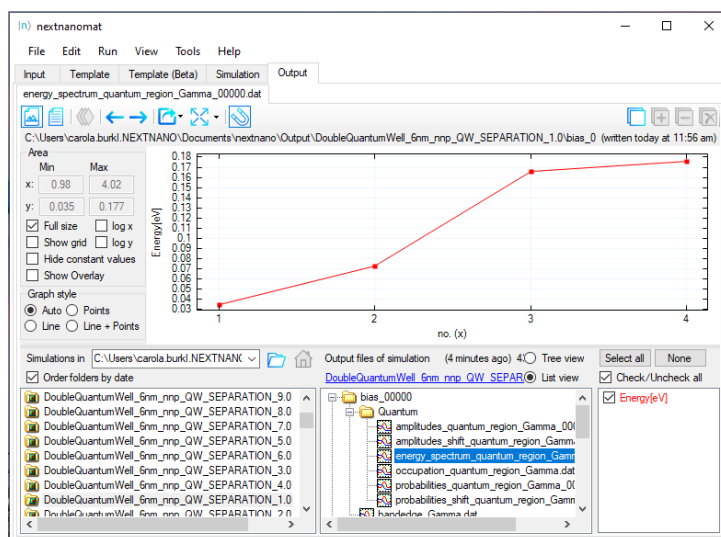 |n⟩ nextnanomat
File Edit Run View Tools Help
Input Template Template (Beta) Simulation Output
energy_spectrum_quantum_region_Gamma_00000.dat
C:\Users\carola.burkl.NEXTNANO\Documents\nextnano\Output\DoubleQuantumWell_6nm_nnp_QW_SEPARATION_1.0\bias_0 (written today at 11:56 am)
Area
Min Max
x: 0.98 4.02
y: 0.035 0.177
Full size log x
Show grid log y
Hide constant values
Show Overlay
Graph style
Auto Points
Line Line + Points
Energy[eV]
0.18
0.17
0.16
0.15
0.14
0.13
0.12
0.1
0.1
0.09
0.08
0.07
0.06
0.05
0.04
0.03
1 2 3 4
no. (x)
Simulations in C:\Users\carola.burkl.NEXTNAN( Output files of simulation (4 minutes ago) 4: Tree view Select all None
Order folders by date DoubleQuantumWell_6nm_nnp_QW_SEPAR List view Check/Uncheck all
DoubleQuantumWell_6nm_nnp_QW_SEPARATION_9.0
DoubleQuantumWell_6nm_nnp_QW_SEPARATION_8.0
DoubleQuantumWell_6nm_nnp_QW_SEPARATION_7.0
DoubleQuantumWell_6nm_nnp_QW_SEPARATION_5.0
DoubleQuantumWell_6nm_nnp_QW_SEPARATION_6.0
DoubleQuantumWell_6nm_nnp_QW_SEPARATION_3.0
DoubleQuantumWell_6nm_nnp_QW_SEPARATION_4.0
DoubleQuantumWell_6nm_nnp_QW_SEPARATION_1.0
DoubleQuantumWell_6nm_nnp_QW_SEPARATION_2.0
bias_00000
Quantum
amplitudes_quantum_region_Gamma_00(
amplitudes_shift_quantum_region_Gamma
energy_spectrum_quantum_region_Gamm
occupation_quantum_region_Gamma.dat
probabilities_quantum_region_Gamma_00
probabilities_shift_quantum_region_Gamm
bandedge_Gamma.dat
Energy[eV]